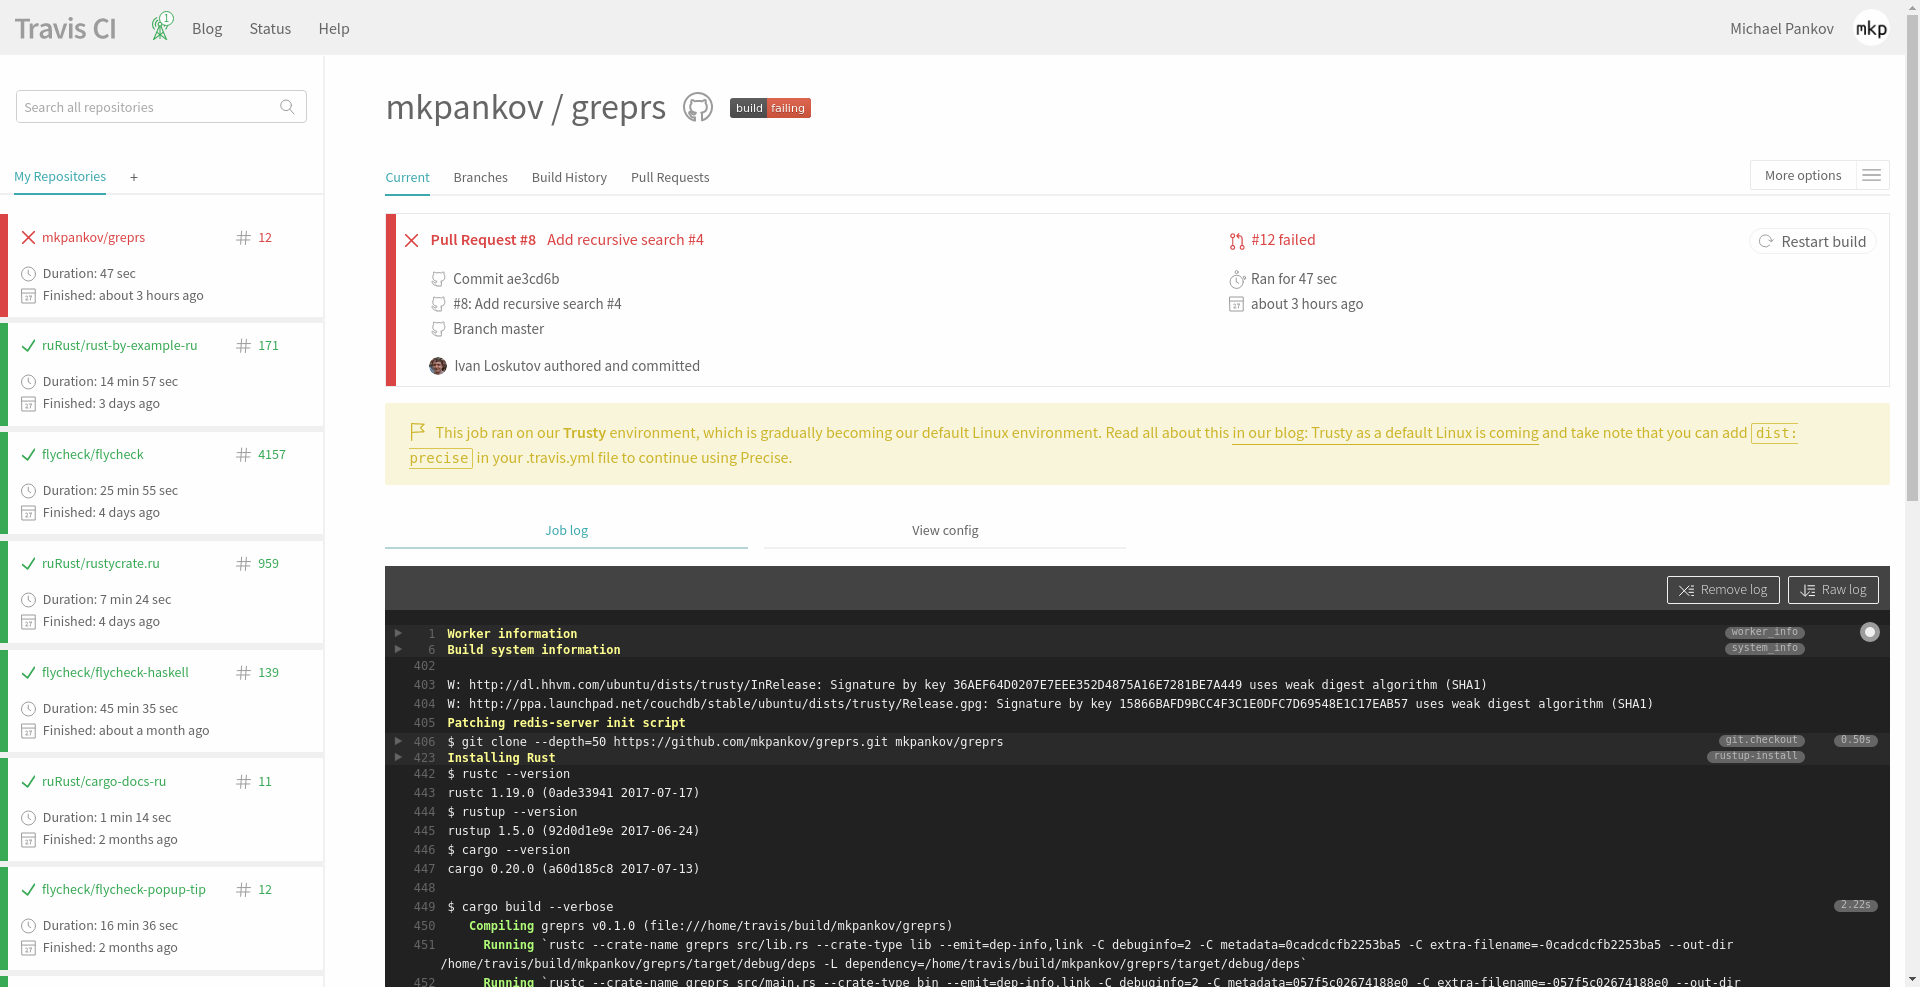 Travis CI
1
Blog
Status
Help
Michael Pankov
mkp
Search all repositories
My Repositories
+
mkpankov/greprs
# 12
Duration: 47 sec
Finished: about 3 hours ago
ruRust/rust-by-example-ru
# 171
Duration: 14 min 57 sec
Finished: 3 days ago
flycheck/flycheck
# 4157
Duration: 25 min 55 sec
Finished: 4 days ago
ruRust/rustycrate.ru
# 959
Duration: 7 min 24 sec
Finished: 4 days ago
flycheck/flycheck-haskell
# 139
Duration: 45 min 35 sec
Finished: about a month ago
ruRust/cargo-docs-ru
# 11
Duration: 1 min 14 sec
Finished: 2 months ago
flycheck/flycheck-popup-tip
# 12
Duration: 16 min 36 sec
Finished: 2 months ago
mkpankov / greprs
build failing
Current
Branches
Build History
Pull Requests
More options
Pull Request #8 Add recursive search #4
Commit ae3cd6b
#8: Add recursive search #4
Branch master
Ivan Loskutov authored and committed
#12 failed
Ran for 47 sec
about 3 hours ago
Restart build
This job ran on our Trusty environment, which is gradually becoming our default Linux environment. Read all about this in our blog: Trusty as a default Linux is coming and take note that you can add dist:
precise in your .travis.yml file to continue using Precise.
Job log
View config
Remove log
Raw log
1 Worker information worker_info
6 Build system information system_info
402
403 W: http://dl.hhvm.com/ubuntu/dists/trusty/InRelease: Signature by key 36AEF64D0207E7EEE352D4875A16E7281BE7A449 uses weak digest algorithm (SHA1)
404 W: http://ppa.launchpad.net/couchdb/stable/ubuntu/dists/trusty/Release.gpg: Signature by key 15866BAFD9BCC4F3C1E0DFC7D69548E1C17EAB57 uses weak digest algorithm (SHA1)
405 Patching redis-server init script
406 $ git clone --depth=50 https://github.com/mkpankov/greprs.git mkpankov/greprs git.checkout 0.50s
423 Installing Rust rustup-install
442 $ rustc --version
443 rustc 1.19.0 (0ade33941 2017-07-17)
444 $ rustup --version
445 rustup 1.5.0 (92d0d1e9e 2017-06-24)
446 $ cargo --version
447 cargo 0.20.0 (a60d185c8 2017-07-13)
448
449 $ cargo build --verbose 2.22s
450 Compiling greprs v0.1.0 (file:///home/travis/build/mkpankov/greprs)
451 Running `rustc --crate-name greprs src/lib.rs --crate-type lib --emit=dep-info,link -C debuginfo=2 -C metadata=0cadcdcfb2253ba5 -C extra-filename=-0cadcdcfb2253ba5 --out-dir
/home/travis/build/mkpankov/greprs/target/debug/deps -L dependency=/home/travis/build/mkpankov/greprs/target/debug/deps`
452 Running `rustc --crate-name greprs src/main.rs --crate-type bin --emit=dep-info,link -C debuginfo=2 -C metadata=057f5c02674188e0 -C extra-filename=-057f5c02674188e0 --out-dir